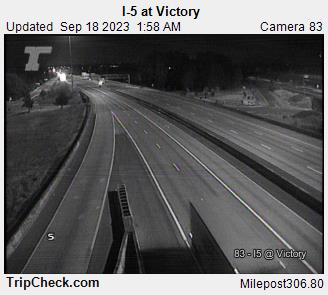 I-5 at Victory
Updated Sep 18 2023 1:58 AM Camera 83
T
S
83 - I5 @ Victory
TripCheck.com Milepost306.80